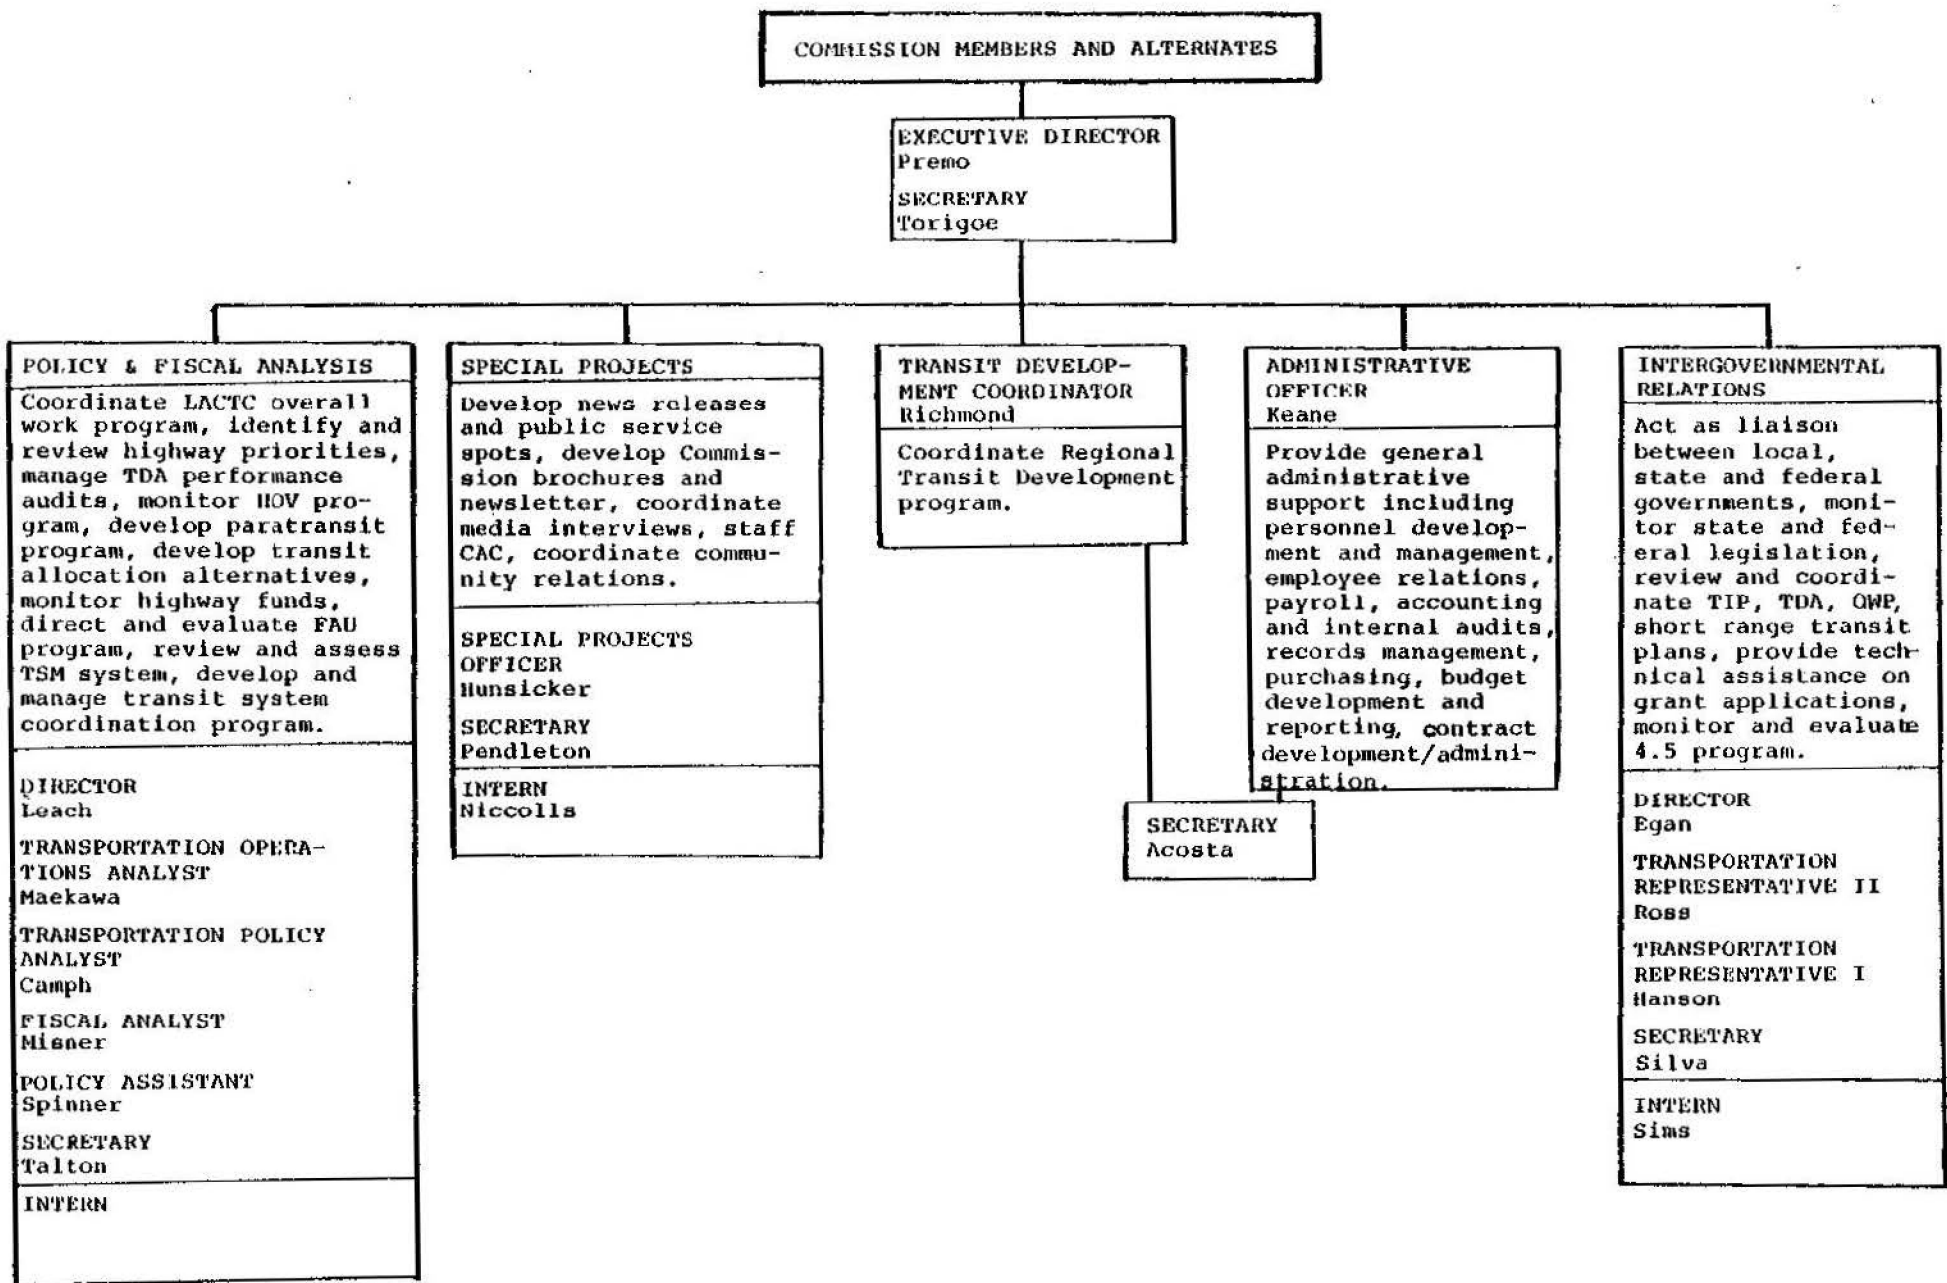 COMMISSION MEMBERS AND ALTERNATES
EXECUTIVE DIRECTOR
Premo
SECRETARY
Torigoe
POLICY & FISCAL ANALYSIS
Coordinate LACTC overall
work program, identify and
review highway priorities,
manage TDA performance
audits, monitor HOV pro-
gram, develop paratransit
program, develop transit
allocation alternatives,
monitor highway funds,
direct and evaluate FAU
program, review and assess
TSM system, develop and
manage transit system
coordination program.
DIRECTOR
Leach
TRANSPORTATION OPERA-
TIONS ANALYST
Maekawa
TRANSPORTATION POLICY
ANALYST
Camph
FISCAL ANALYST
Misner
POLICY ASSISTANT
Spinner
SECRETARY
Talton
INTERN
SPECIAL PROJECTS
Develop news releases
and public service
spots, develop Commis-
sion brochures and
newsletter, coordinate
media interviews, staff
CAC, coordinate commu-
nity relations.
SPECIAL PROJECTS
OFFICER
Hunsicker
SECRETARY
Pendleton
INTERN
Niccolls
TRANSIT DEVELOP-
MENT COORDINATOR
Richmond
Coordinate Regional
Transit Development
program.
ADMINISTRATIVE
OFFICER
Keane
Provide general
administrative
support including
personnel develop-
ment and management,
employee relations,
payroll, accounting
and internal audits,
records management,
purchasing, budget
development and
reporting, contract
development/admini-
stration.
SECRETARY
Acosta
INTERGOVERNMENTAL
RELATIONS
Act as liaison
between local,
state and federal
governments, moni-
tor state and fed-
eral legislation,
review and coordi-
nate TIP, TDA, OWP,
short range transit
plans, provide tech-
nical assistance on
grant applications,
monitor and evaluate
4.5 program.
DIRECTOR
Egan
TRANSPORTATION
REPRESENTATIVE II
Ross
TRANSPORTATION
REPRESENTATIVE I
Hanson
SECRETARY
Silva
INTERN
Sims